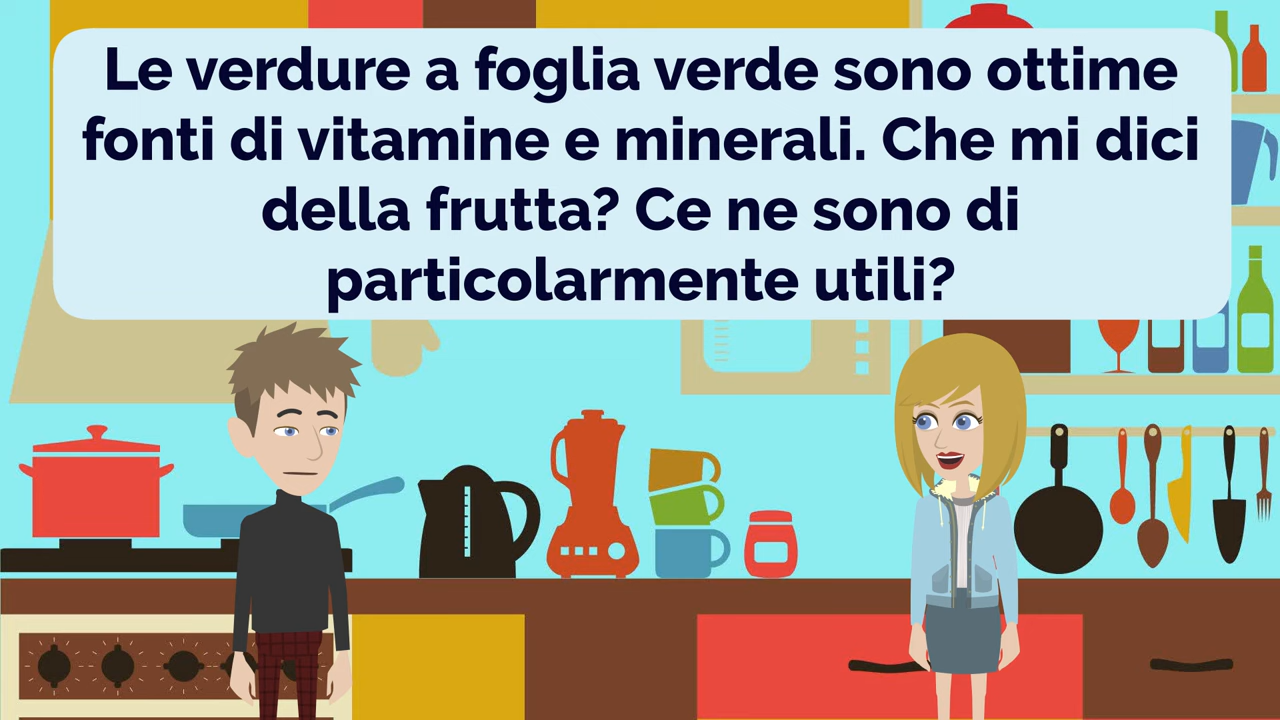 Le verdure a foglia verde sono ottime
fonti di vitamine e minerali. Che mi dici
della frutta? Ce ne sono di
particolarmente utili?